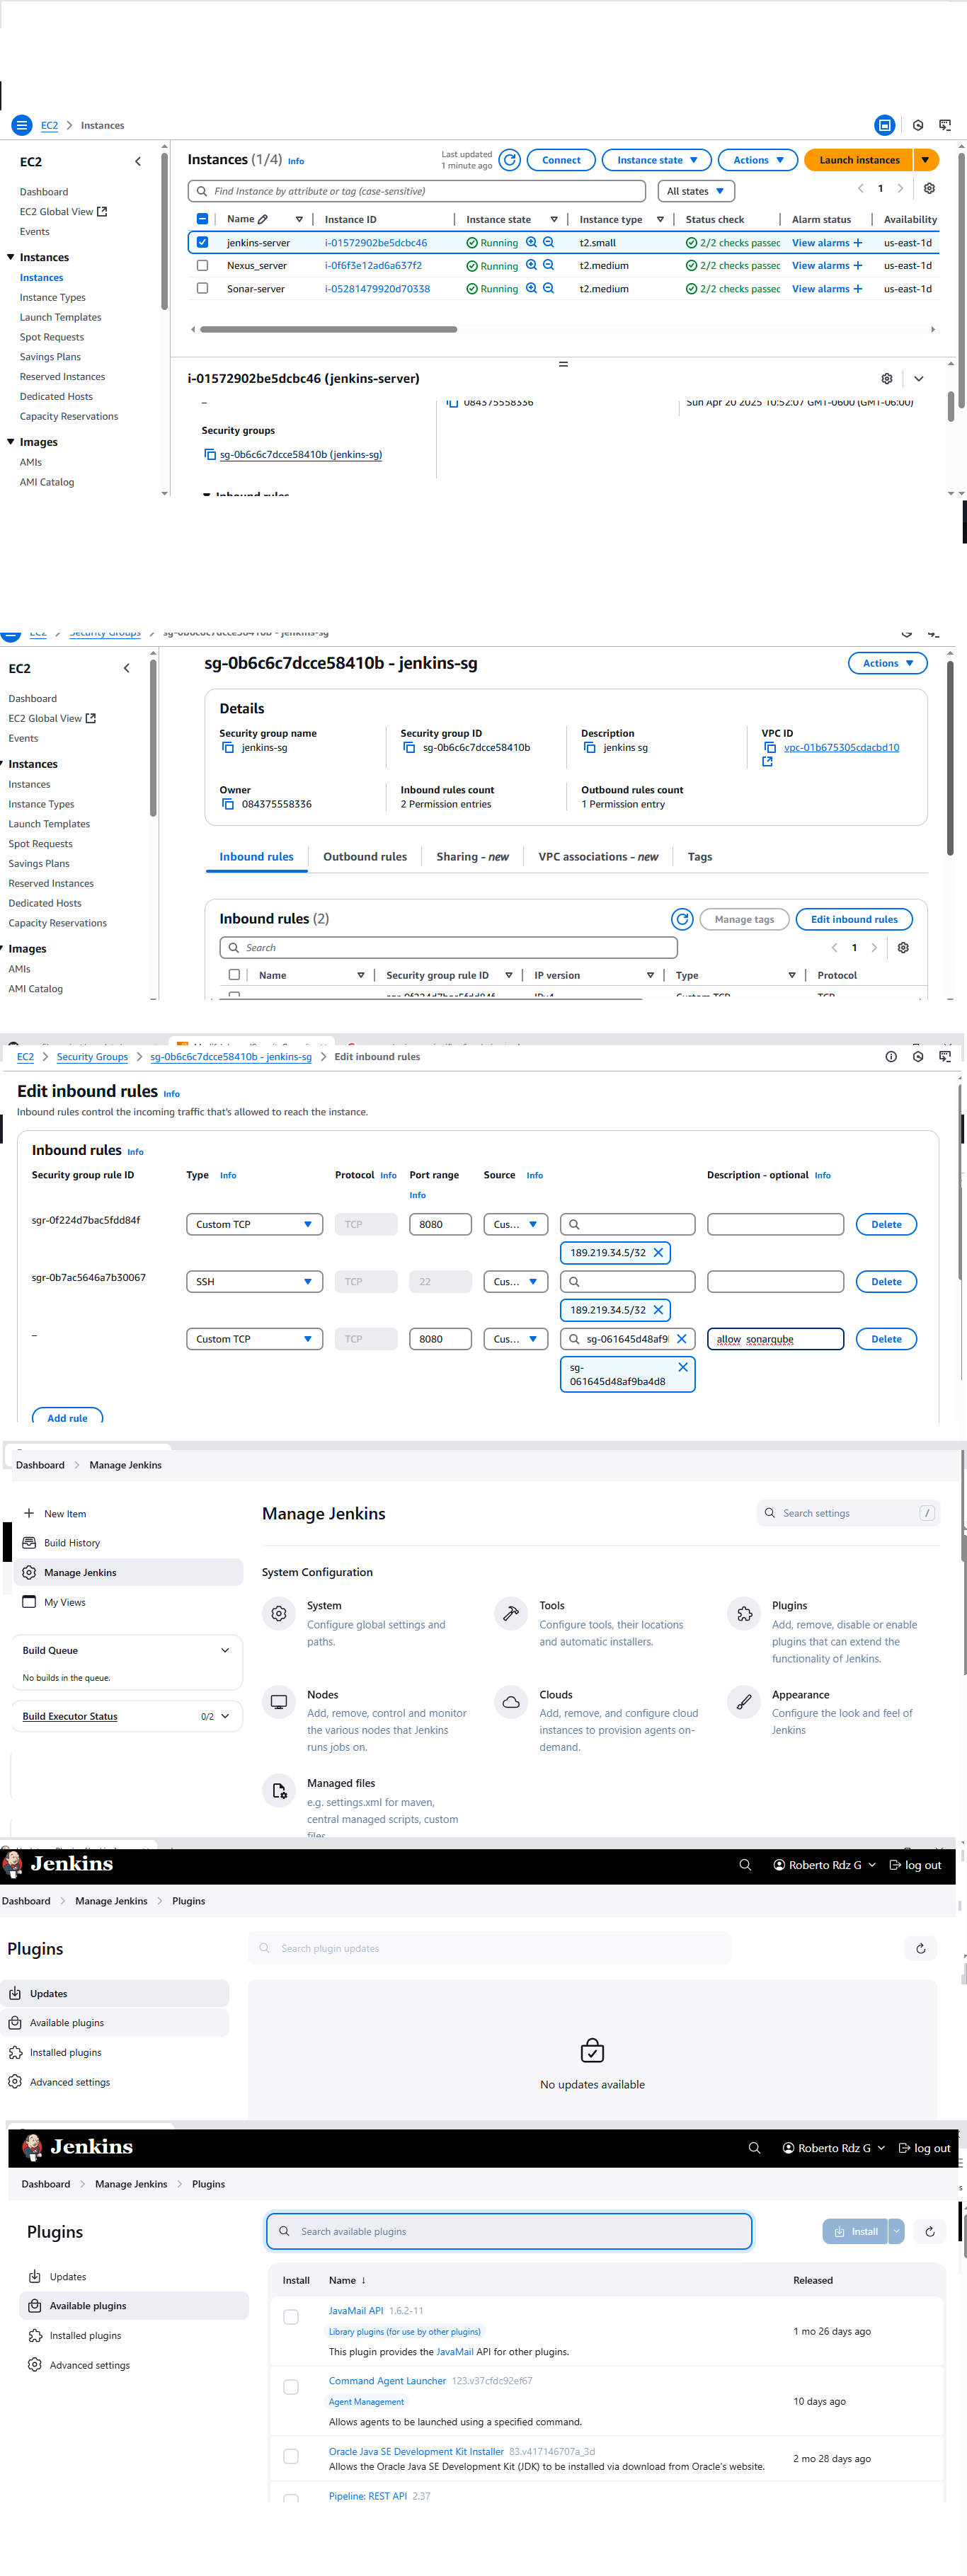 EC2 > Instances
EC2
Dashboard
EC2 Global View
Events
Instances
Instances
Instance Types
Launch Templates
Spot Requests
Savings Plans
Reserved Instances
Dedicated Hosts
Capacity Reservations
Images
AMIs
AMI Catalog
Instances (1/4) Info
Last updated
1 minute ago
Connect
Instance state
Actions
Launch instances
Find Instance by attribute or tag (case-sensitive)
All states
1
Name Instance ID Instance state Instance type Status check Alarm status Availability
jenkins-server i-01572902be5dcbc46 Running t2.small 2/2 checks passec View alarms + us-east-1d
Nexus_server i-0f6f3e12ad6a637f2 Running t2.medium 2/2 checks passec View alarms + us-east-1d
Sonar-server i-05281479920d70338 Running t2.medium 2/2 checks passec View alarms + us-east-1d
i-01572902be5dcbc46 (jenkins-server)
–
084375558336
Sun Apr 20 2025 10:52:07 GMT-0600 (GMT-06:00)
Security groups
sg-0b6c6c7dcce58410b (jenkins-sg)
Inbound rules
EC2 > Security Groups > sg-0b6c6c7dcce58410b - jenkins-sg
EC2
Dashboard
EC2 Global View
Events
Instances
Instances
Instance Types
Launch Templates
Spot Requests
Savings Plans
Reserved Instances
Dedicated Hosts
Capacity Reservations
Images
AMIs
AMI Catalog
sg-0b6c6c7dcce58410b - jenkins-sg
Actions
Details
Security group name
jenkins-sg
Security group ID
sg-0b6c6c7dcce58410b
Description
jenkins sg
VPC ID
vpc-01b675305cdacbd10
Owner
084375558336
Inbound rules count
2 Permission entries
Outbound rules count
1 Permission entry
Inbound rules Outbound rules Sharing - new VPC associations - new Tags
Inbound rules (2)
Manage tags
Edit inbound rules
Search
1
Name Security group rule ID IP version Type Protocol
sgr-0f224d7bac5fdd84f IPv4 Custom TCP TCP
EC2 > Security Groups > sg-0b6c6c7dcce58410b - jenkins-sg > Edit inbound rules
Edit inbound rules Info
Inbound rules control the incoming traffic that's allowed to reach the instance.
Inbound rules Info
Security group rule ID Type Info Protocol Info Port range Source Info Description - optional Info
Info
sgr-0f224d7bac5fdd84f Custom TCP TCP 8080 Cus... Delete
189.219.34.5/32
sgr-0b7ac5646a7b30067 SSH TCP 22 Cus... Delete
189.219.34.5/32
– Custom TCP TCP 8080 Cus... sg-061645d48af9l allow sonarqube Delete
sg-
061645d48af9ba4d8
Add rule
Dashboard > Manage Jenkins
New Item
Build History
Manage Jenkins
My Views
Build Queue
No builds in the queue.
Build Executor Status 0/2
Manage Jenkins
Search settings /
System Configuration
System
Configure global settings and
paths.
Tools
Configure tools, their locations
and automatic installers.
Plugins
Add, remove, disable or enable
plugins that can extend the
functionality of Jenkins.
Nodes
Add, remove, control and monitor
the various nodes that Jenkins
runs jobs on.
Clouds
Add, remove, and configure cloud
instances to provision agents on-
demand.
Appearance
Configure the look and feel of
Jenkins
Managed files
e.g. settings.xml for maven,
central managed scripts, custom
files
Jenkins
Roberto Rdz G
log out
Dashboard > Manage Jenkins > Plugins
Plugins
Updates
Available plugins
Installed plugins
Advanced settings
Search plugin updates
No updates available
Jenkins
Roberto Rdz G
log out
Dashboard > Manage Jenkins > Plugins
Plugins
Updates
Available plugins
Installed plugins
Advanced settings
Search available plugins
Install
Install Name ↓ Released
JavaMail API 1.6.2-11
Library plugins (for use by other plugins)
This plugin provides the JavaMail API for other plugins.
1 mo 26 days ago
Command Agent Launcher 123.v37cfdc92ef67
Agent Management
Allows agents to be launched using a specified command.
10 days ago
Oracle Java SE Development Kit Installer 83.v417146707a_3d
Allows the Oracle Java SE Development Kit (JDK) to be installed via download from Oracle's website.
2 mo 28 days ago
Pipeline: REST API 2.37